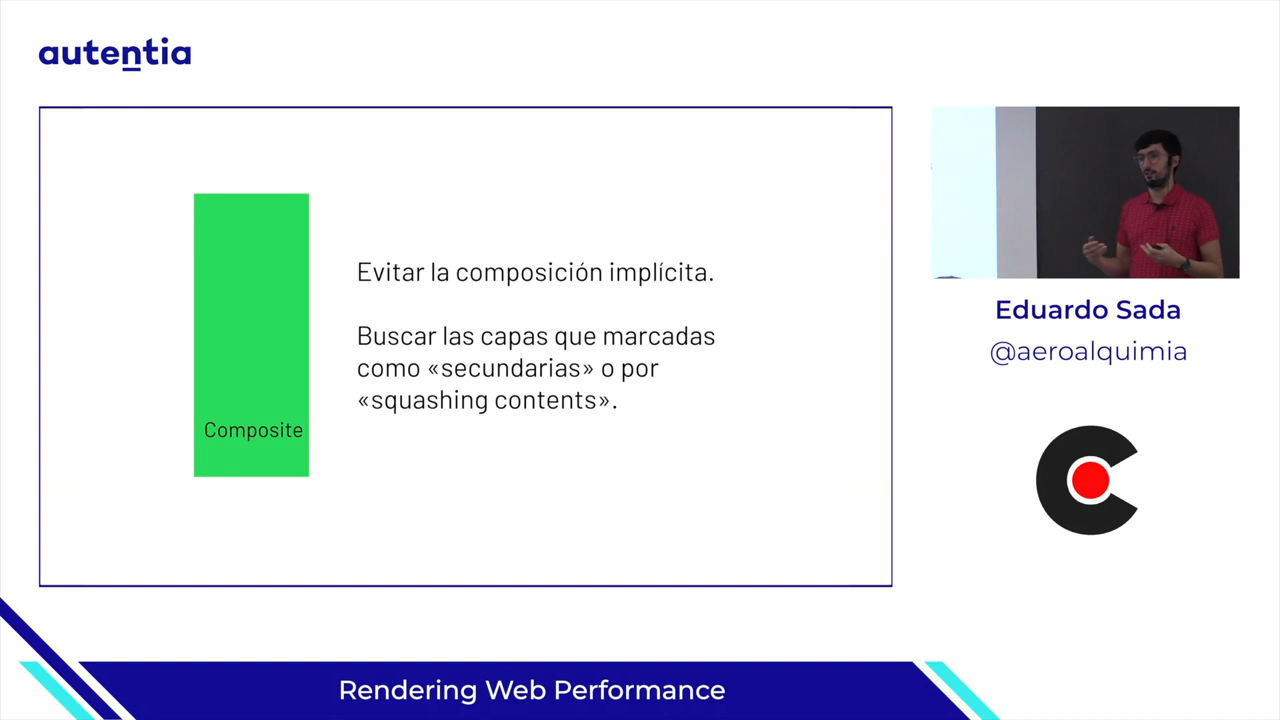 autentia
Evitar la composición implícita.
Buscar las capas que marcadas
como «secundarias» o por
«squashing contents».
Composite
Eduardo Sada
@aeroalquimia
Rendering Web Performance